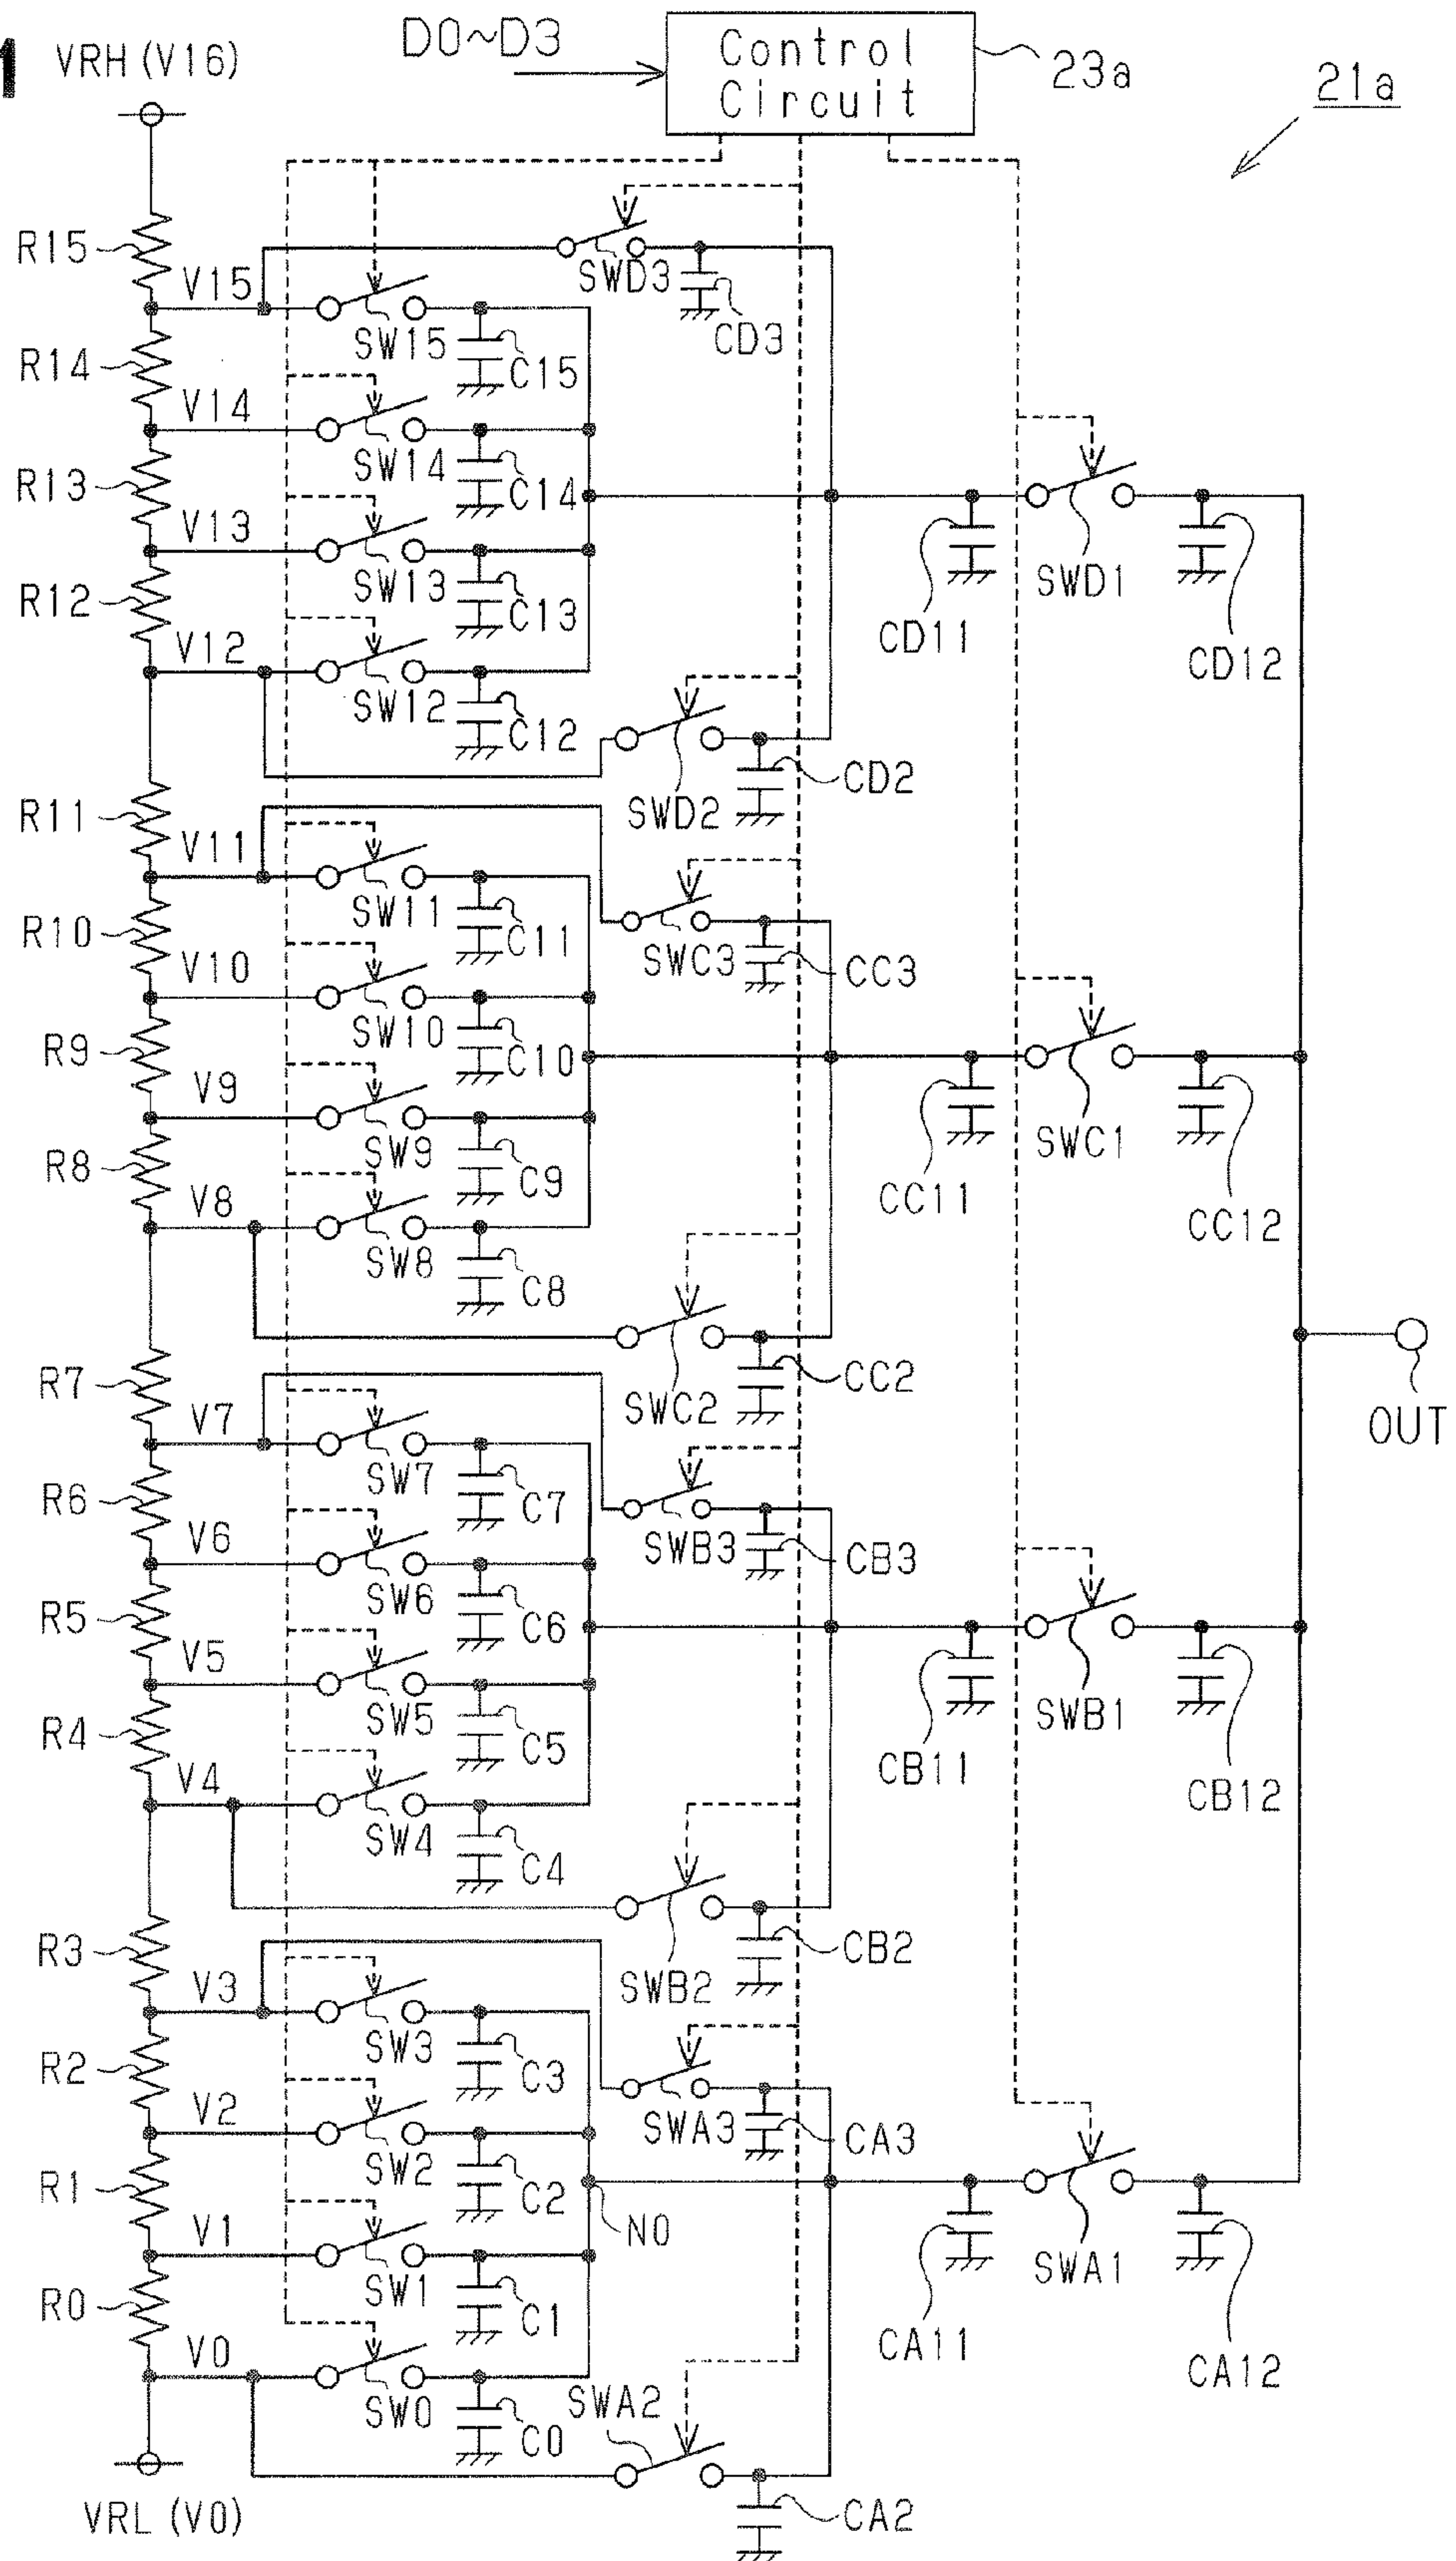 1
VRH (V16)
D0~D3
Control
Circuit
23a
21a
R15
V15
SW15
C15
SWD3
CD3
R14
V14
SW14
C14
R13
V13
SW13
C13
CD11
SWD1
CD12
R12
V12
SW12
C12
SWD2
CD2
R11
V11
SW11
C11
SWC3
CC3
R10
V10
SW10
C10
R9
V9
SW9
C9
CC11
SWC1
CC12
R8
V8
SW8
C8
SWC2
CC2
OUT
R7
V7
SW7
C7
SWB3
CB3
R6
V6
SW6
C6
R5
V5
SW5
C5
CB11
SWB1
CB12
R4
V4
SW4
C4
SWB2
CB2
R3
V3
SW3
C3
SWA3
CA3
R2
V2
SW2
C2
N0
R1
V1
SW1
C1
CA11
SWA1
CA12
R0
V0
SW0
C0
SWA2
CA2
VRL (V0)